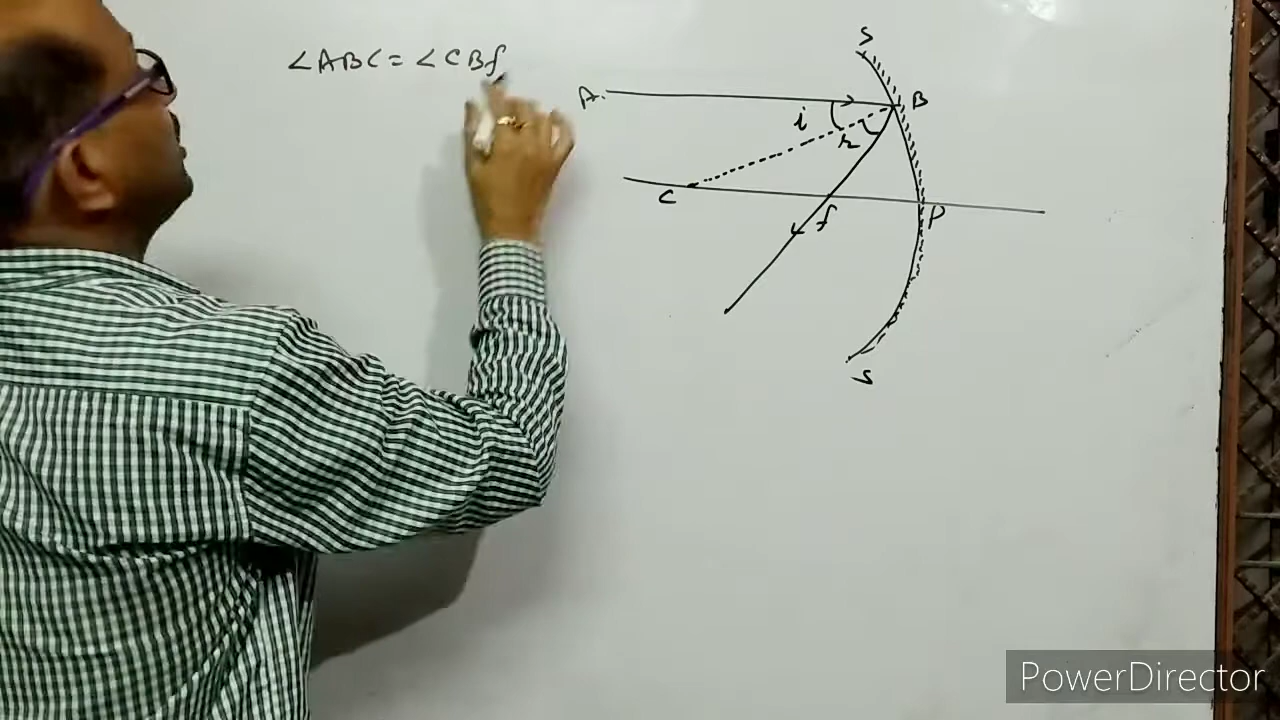 ∠ABC = ∠CBf
S
A.
B
i
r
C
f
P
S
PowerDirector